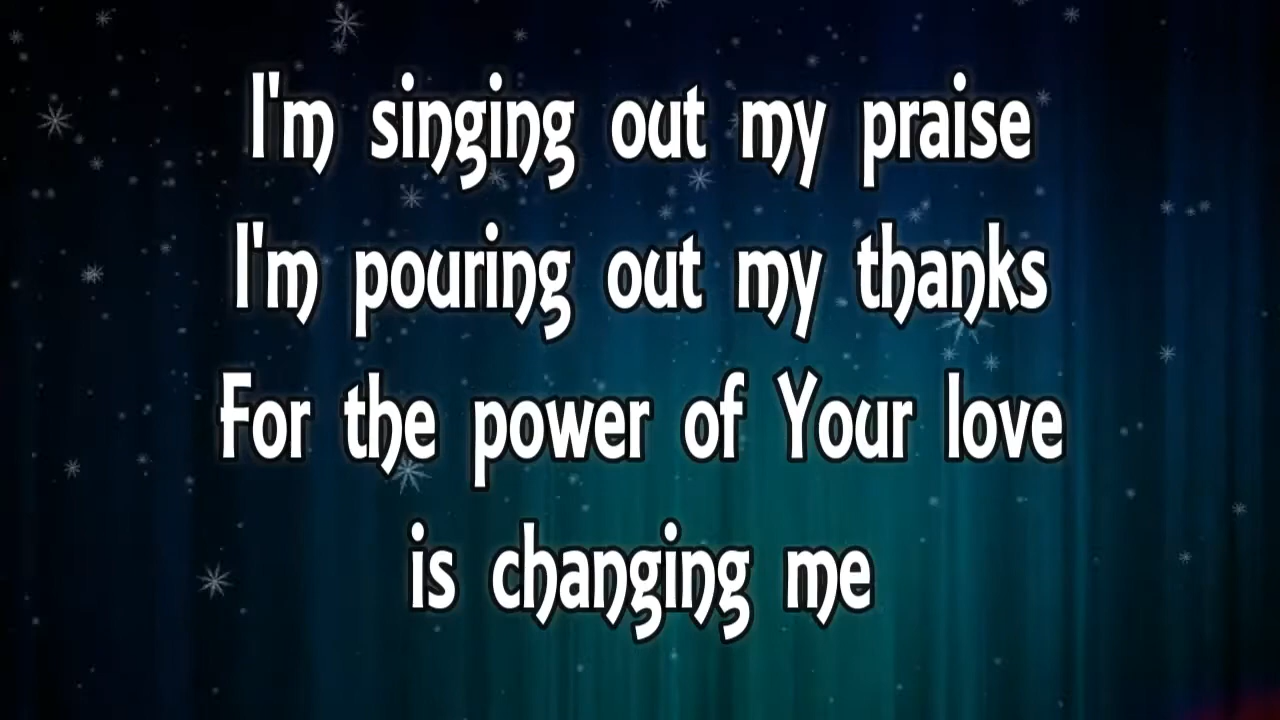 I'm singing out my praise
I'm pouring out my thanks
For the power of Your love
is changing me